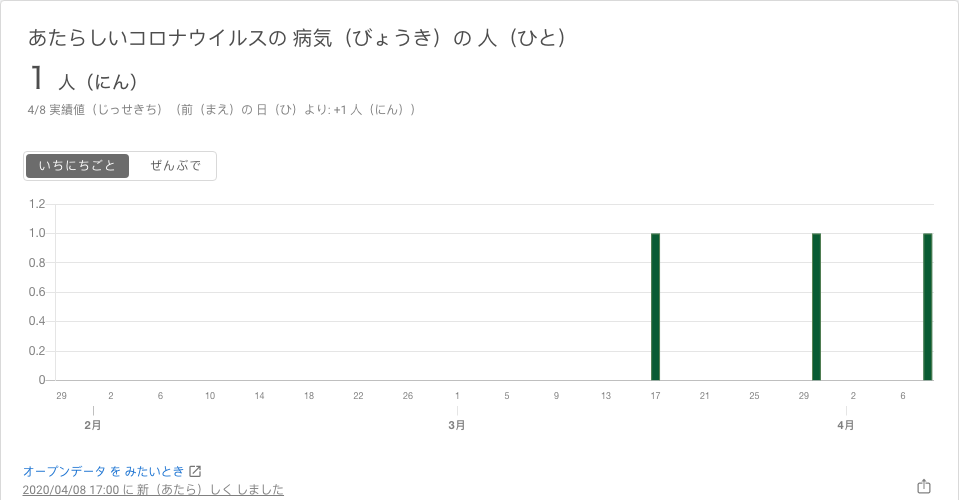 あたらしいコロナウイルスの 病気（びょうき）の 人（ひと）
1 人（にん）
4/8 実績値（じっせきち）（前（まえ）の 日（ひ）より: +1 人（にん））
いちにちごと ぜんぶで
1.2
1.0
0.8
0.6
0.4
0.2
0
29 2 6 10 14 18 22 26 1 5 9 13 17 21 25 29 2 6
2月 3月 4月
オープンデータ を みたいとき
2020/04/08 17:00 に 新（あたら）しく しました